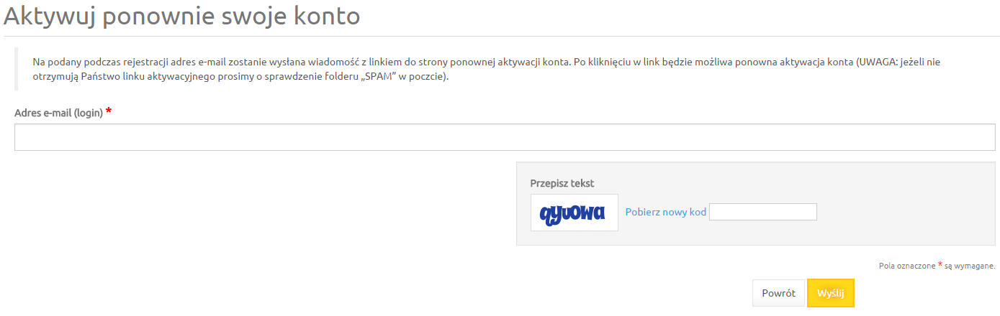 Aktywuj ponownie swoje konto
Na podany podczas rejestracji adres e-mail zostanie wysłana wiadomość z linkiem do strony ponownej aktywacji konta. Po kliknięciu w link będzie możliwa ponowna aktywacja konta (UWAGA: jeżeli nie
otrzymują Państwo linku aktywacyjnego prosimy o sprawdzenie folderu „SPAM” w poczcie).
Adres e-mail (login) *
Przepisz tekst
qyuowa Pobierz nowy kod
Pola oznaczone * są wymagane.
Powrót Wyślij